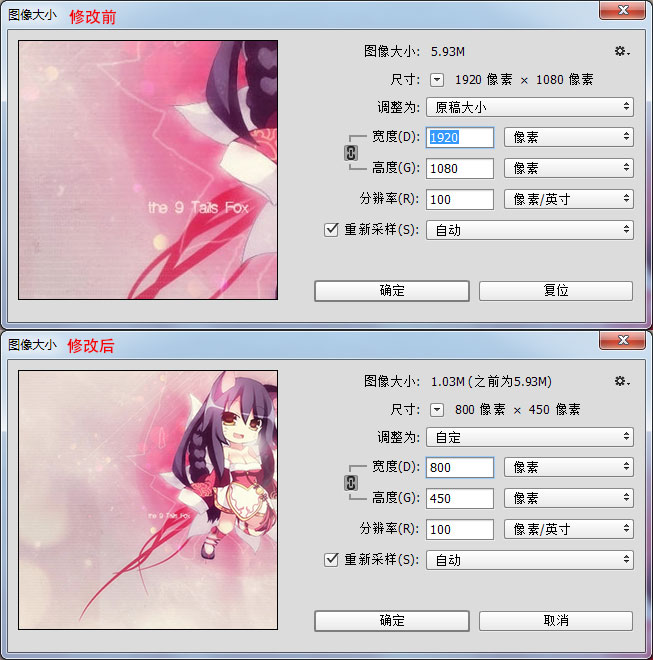 图像大小 修改前
图像大小: 5.93M
尺寸: 1920 像素 × 1080 像素
调整为: 原稿大小
宽度(D): 1920 像素
高度(G): 1080 像素
分辨率(R): 100 像素/英寸
重新采样(S): 自动
the 9 Tails Fox
确定 复位
图像大小 修改后
图像大小: 1.03M (之前为5.93M)
尺寸: 800 像素 × 450 像素
调整为: 自定
宽度(D): 800 像素
高度(G): 450 像素
the 9 Tails Fox
分辨率(R): 100 像素/英寸
重新采样(S): 自动
确定 取消